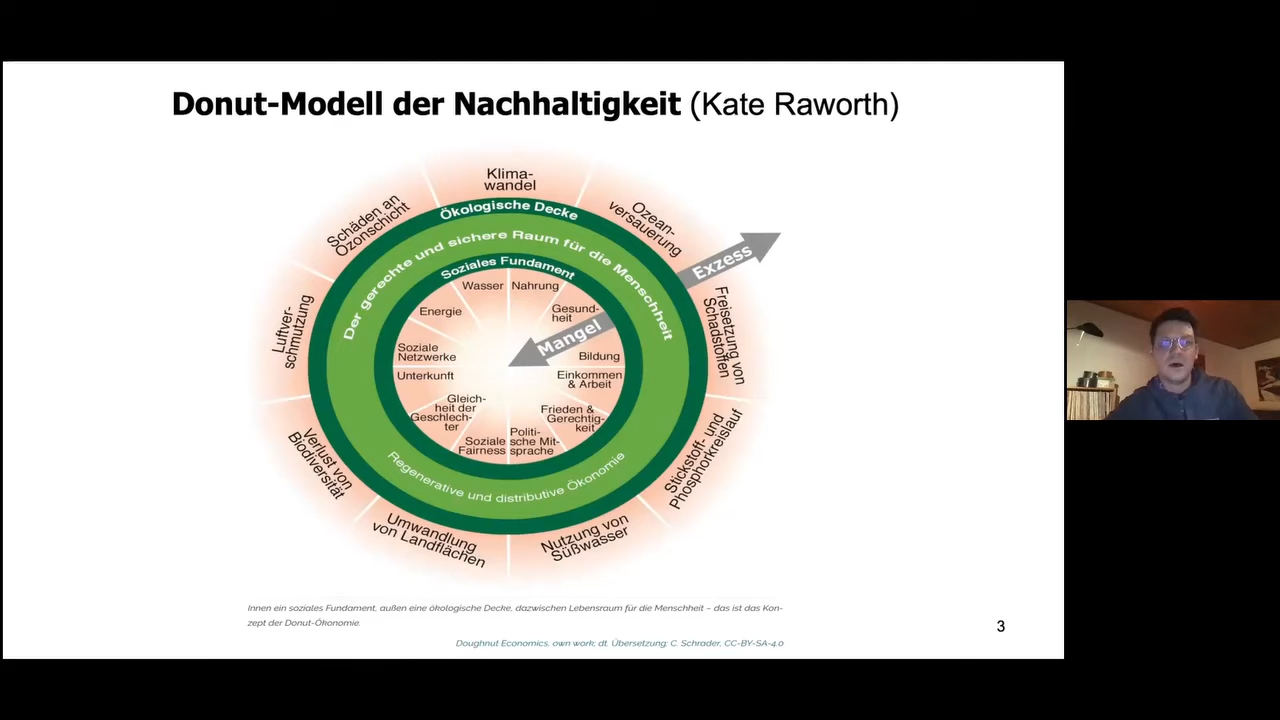 Donut-Modell der Nachhaltigkeit (Kate Raworth)
Klima-
wandel
Ozean-
versauerung
Exzess
Freisetzung von
Schadstoffen
Stickstoff- und
Phosphorkreislauf
Nutzung von
Süßwasser
Umwandlung
von Landflächen
Verlust von
Biodiversität
Luftver-
schmutzung
Schäden an
Ozonschicht
Ökologische Decke
Der gerechte und sichere Raum für die Menschheit
Soziales Fundament
Wasser
Nahrung
Gesund-
heit
Mangel
Bildung
Einkommen
& Arbeit
Frieden &
Gerechtig-
keit
Politi-
sche Mit-
sprache
Soziale
Fairness
Gleich-
heit der
Geschlech-
ter
Unterkunft
Soziale
Netzwerke
Energie
Regenerative und distributive Ökonomie
Innen ein soziales Fundament, außen eine ökologische Decke, dazwischen Lebensraum für die Menschheit – das ist das Kon-
zept der Donut-Ökonomie.
Doughnut Economics, own work; dt. Übersetzung: C. Schrader, CC-BY-SA-4.0
3